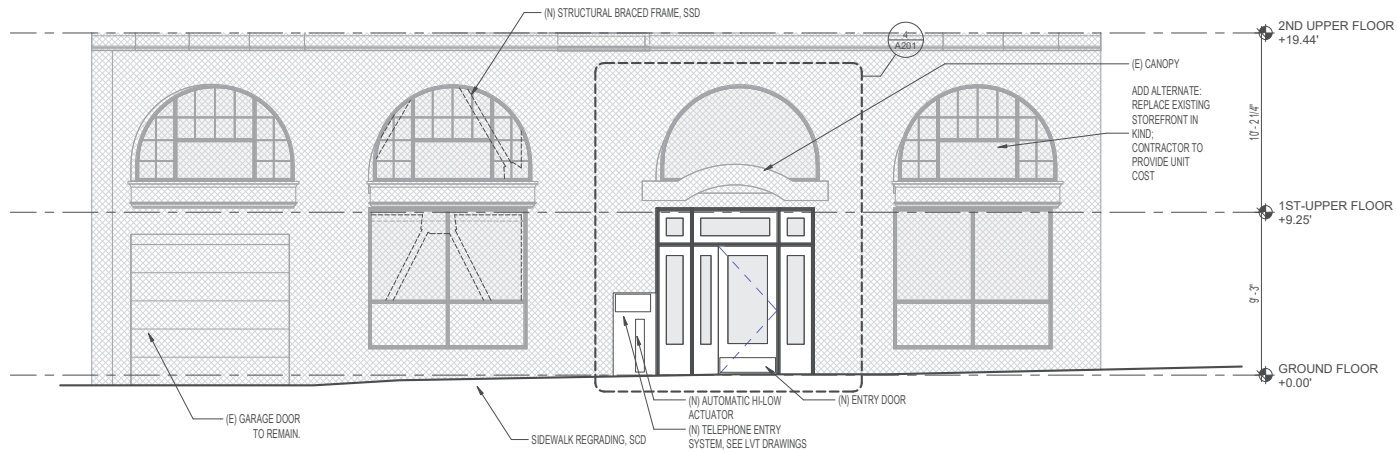 (N) STRUCTURAL BRACED FRAME, SSD
2ND UPPER FLOOR
+19.44'
4
A201
(E) CANOPY
ADD ALTERNATE:
REPLACE EXISTING
STOREFRONT IN
KIND;
CONTRACTOR TO
PROVIDE UNIT
COST
10' - 2 1/4"
1ST-UPPER FLOOR
+9.25'
9' - 3"
GROUND FLOOR
+0.00'
(E) GARAGE DOOR
TO REMAIN.
SIDEWALK REGRADING, SCD
(N) AUTOMATIC HI-LOW
ACTUATOR
(N) TELEPHONE ENTRY
SYSTEM, SEE LVT DRAWINGS
(N) ENTRY DOOR